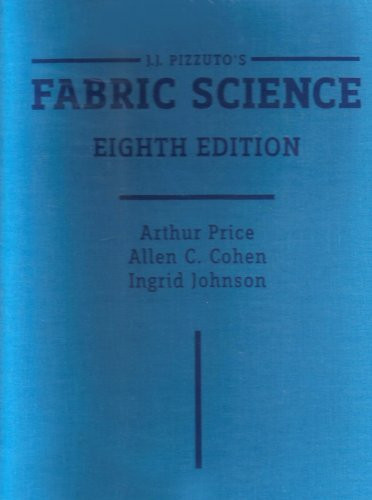 J.J. PIZZUTO'S
FABRIC SCIENCE
EIGHTH EDITION
Arthur Price
Allen C. Cohen
Ingrid Johnson